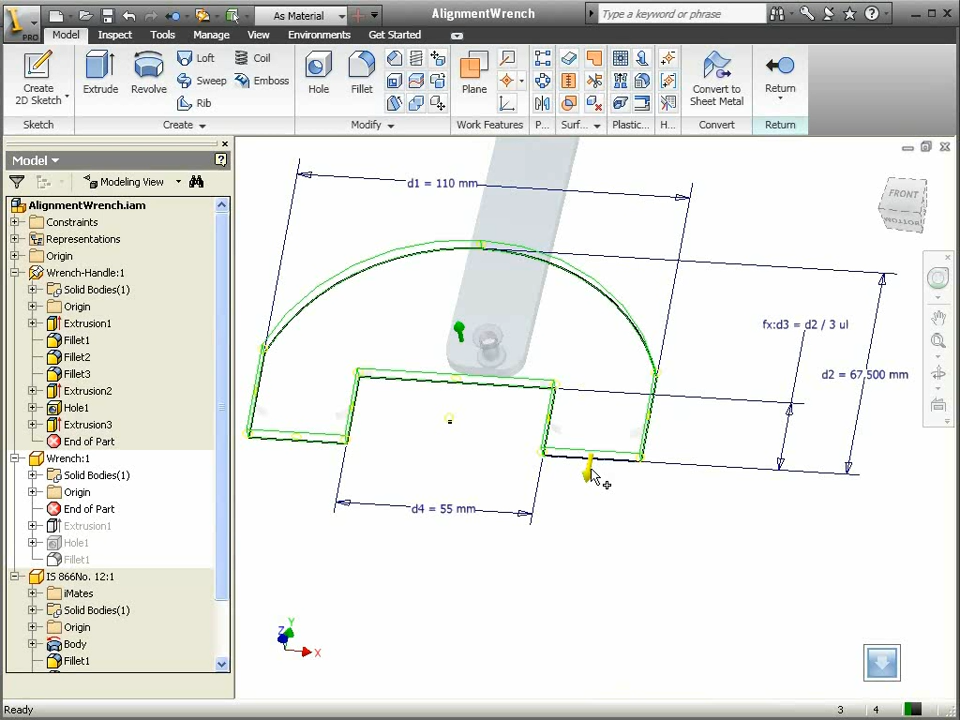 As Material
AlignmentWrench
Type a keyword or phrase
PRO
Model
Inspect
Tools
Manage
View
Environments
Get Started
Create
2D Sketch
Extrude
Revolve
Loft
Sweep
Rib
Coil
Emboss
Hole
Fillet
Plane
Convert to
Sheet Metal
Return
Sketch
Create
Modify
Work Features
P...
Surf...
Plastic...
H...
Convert
Return
Model
Modeling View
AlignmentWrench.iam
Constraints
Representations
Origin
Wrench-Handle:1
Solid Bodies(1)
Origin
Extrusion1
Fillet1
Fillet2
Fillet3
Extrusion2
Hole1
Extrusion3
End of Part
Wrench:1
Solid Bodies(1)
Origin
End of Part
Extrusion1
Hole1
Fillet1
IS 866No. 12:1
iMates
Solid Bodies(1)
Origin
Body
Fillet1
d1 = 110 mm
fx:d3 = d2 / 3 ul
d2 = 67,500 mm
d4 = 55 mm
FRONT
BOTTOM
Y
Z
X
Ready
3
4